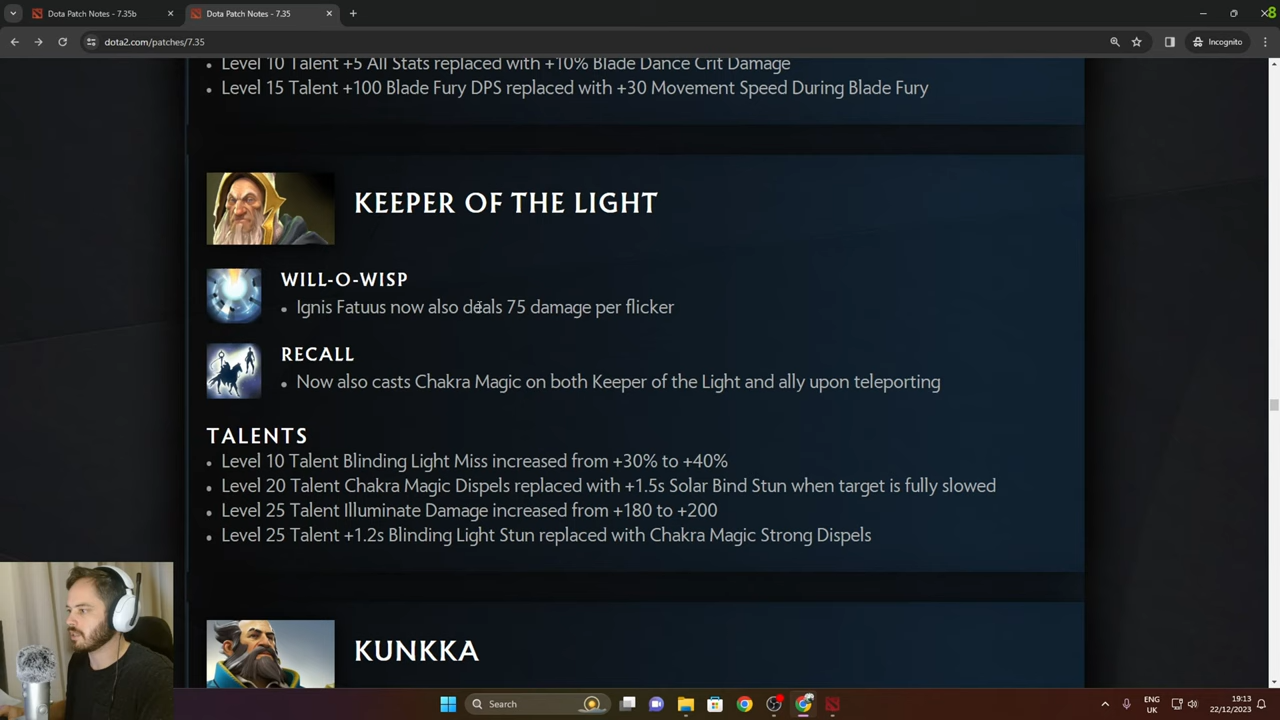 Dota Patch Notes - 7.35b
Dota Patch Notes - 7.35
8
dota2.com/patches/7.35
Incognito
Level 10 Talent +5 All Stats replaced with +10% Blade Dance Crit Damage
Level 15 Talent +100 Blade Fury DPS replaced with +30 Movement Speed During Blade Fury
KEEPER OF THE LIGHT
WILL-O-WISP
Ignis Fatuus now also deals 75 damage per flicker
RECALL
Now also casts Chakra Magic on both Keeper of the Light and ally upon teleporting
TALENTS
Level 10 Talent Blinding Light Miss increased from +30% to +40%
Level 20 Talent Chakra Magic Dispels replaced with +1.5s Solar Bind Stun when target is fully slowed
Level 25 Talent Illuminate Damage increased from +180 to +200
Level 25 Talent +1.2s Blinding Light Stun replaced with Chakra Magic Strong Dispels
KUNKKA
Search
ENG
UK
19:13
22/12/2023